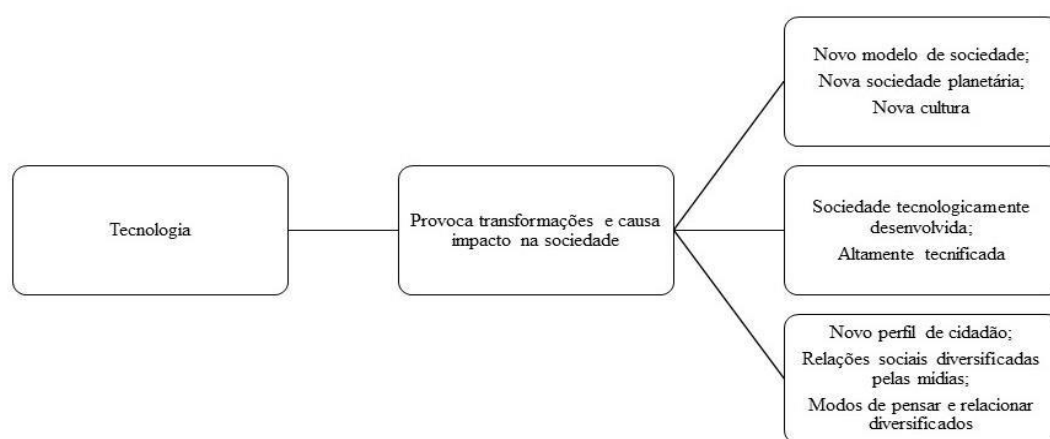 Tecnologia
Provoca transformações e causa
impacto na sociedade
Novo modelo de sociedade;
Nova sociedade planetária;
Nova cultura
Sociedade tecnologicamente
desenvolvida;
Altamente tecnificada
Novo perfil de cidadão;
Relações sociais diversificadas
pelas mídias;
Modos de pensar e relacionar
diversificados